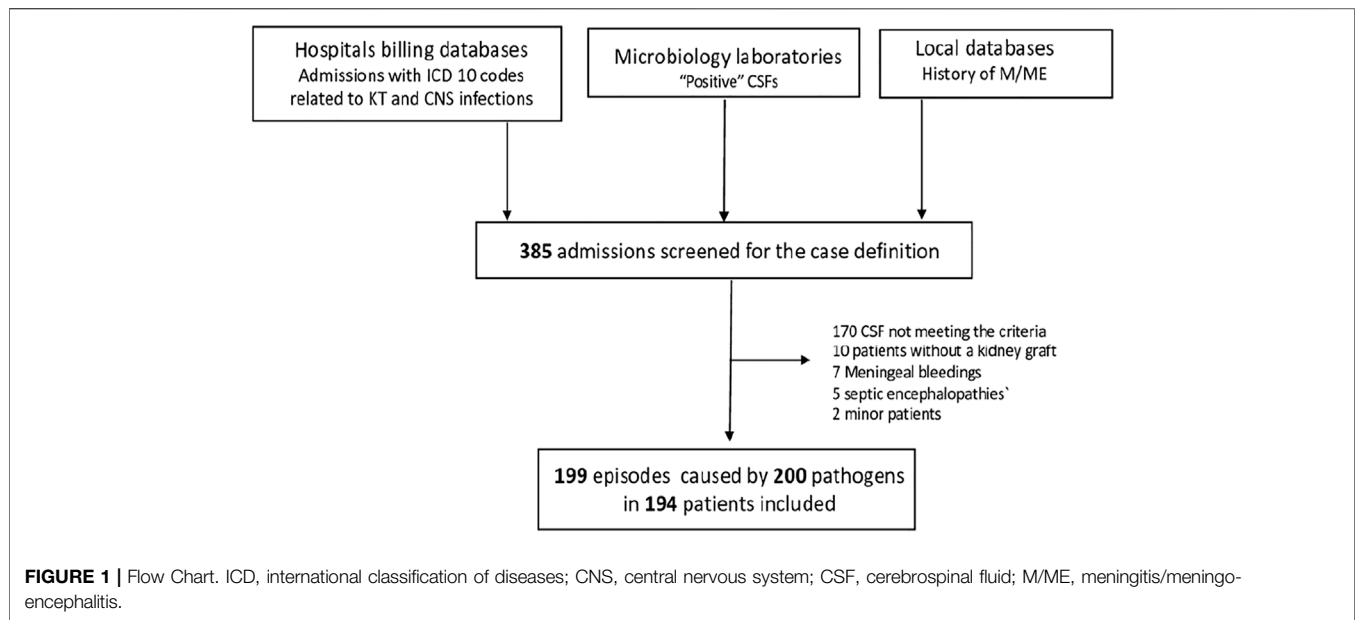 Hospitals billing databases
Admissions with ICD 10 codes
related to KT and CNS infections
Microbiology laboratories
“Positive” CSFs
Local databases
History of M/ME
385 admissions screened for the case definition
170 CSF not meeting the criteria
10 patients without a kidney graft
7 Meningeal bleedings
5 septic encephalopathies`
2 minor patients
199 episodes caused by 200 pathogens
in 194 patients included
FIGURE 1 | Flow Chart. ICD, international classification of diseases; CNS, central nervous system; CSF, cerebrospinal fluid; M/ME, meningitis/meningo-
encephalitis.